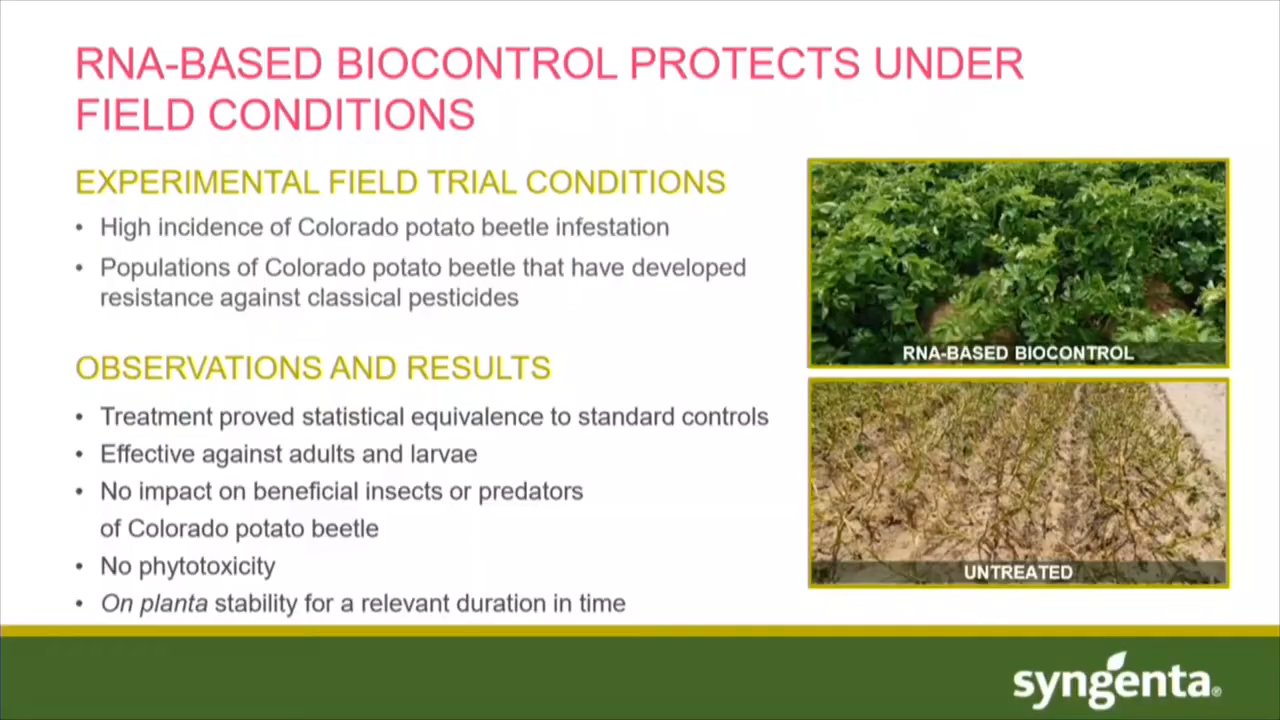 RNA-BASED BIOCONTROL PROTECTS UNDER
FIELD CONDITIONS
EXPERIMENTAL FIELD TRIAL CONDITIONS
• High incidence of Colorado potato beetle infestation
• Populations of Colorado potato beetle that have developed
resistance against classical pesticides
OBSERVATIONS AND RESULTS
• Treatment proved statistical equivalence to standard controls
• Effective against adults and larvae
• No impact on beneficial insects or predators
of Colorado potato beetle
• No phytotoxicity
• On planta stability for a relevant duration in time
RNA-BASED BIOCONTROL
UNTREATED
syngenta®